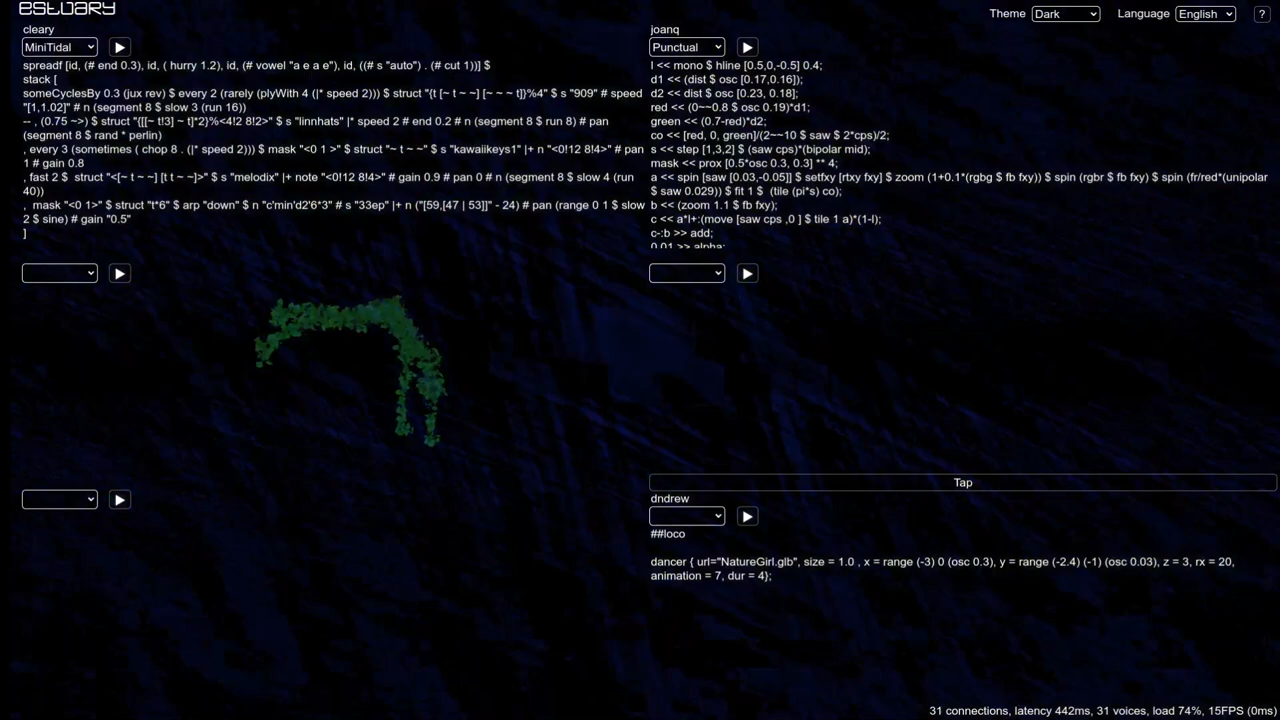 estuary
Theme Dark Language English ?
cleary
MiniTidal
spreadf [id, (# end 0.3), id, ( hurry 1.2), id, (# vowel "a e a e"), id, ((# s "auto") . (# cut 1))] $
stack [
someCyclesBy 0.3 (jux rev) $ every 2 (rarely (plyWith 4 (|* speed 2))) $ struct "{t [~ t ~ ~] [~ ~ ~ t]}%4" $ s "909" # speed
"[1,1.02]" # n (segment 8 $ slow 3 (run 16))
-- , (0.75 ~>) $ struct "{[[~ t!3] ~ t]*2}%<4!2 8!2>" $ s "linnhats" |* speed 2 # end 0.2 # n (segment 8 $ run 8) # pan
(segment 8 $ rand * perlin)
, every 3 (sometimes ( chop 8 . (|* speed 2))) $ mask "<0 1 >" $ struct "~ t ~ ~" $ s "kawaiikeys1" |+ n "<0!12 8!4>" # pan
1 # gain 0.8
, fast 2 $ struct "<[~ t ~ ~] [t t ~ ~]>" $ s "melodix" |+ note "<0!12 8!4>" # gain 0.9 # pan 0 # n (segment 8 $ slow 4 (run
40))
, mask "<0 1>" $ struct "t*6" $ arp "down" $ n "c'min'd2'6*3" # s "33ep" |+ n ("[59,[47 | 53]]" - 24) # pan (range 0 1 $ slow
2 $ sine) # gain "0.5"
]
joanq
Punctual
l << mono $ hline [0.5,0,-0.5] 0.4;
d1 << (dist $ osc [0.17,0.16]);
d2 << dist $ osc [0.23, 0.18];
red << (0~~0.8 $ osc 0.19)*d1;
green << (0.7-red)*d2;
co << [red, 0, green]/(2~~10 $ saw $ 2*cps)/2;
s << step [1,3,2] $ (saw cps)*(bipolar mid);
mask << prox [0.5*osc 0.3, 0.3] ** 4;
a << spin [saw [0.03,-0.05]] $ setfxy [rtxy fxy] $ zoom (1+0.1*(rgbg $ fb fxy)) $ spin (rgbr $ fb fxy) $ spin (fr/red*(unipolar
$ saw 0.029)) $ fit 1 $ (tile (pi*s) co);
b << (zoom 1.1 $ fb fxy);
c << a*l+:(move [saw cps ,0 ] $ tile 1 a)*(1-l);
c-:b >> add;
0.01 >> alpha;
Tap
dndrew
##loco
dancer { url="NatureGirl.glb", size = 1.0 , x = range (-3) 0 (osc 0.3), y = range (-2.4) (-1) (osc 0.03), z = 3, rx = 20,
animation = 7, dur = 4};
31 connections, latency 442ms, 31 voices, load 74%, 15FPS (0ms)